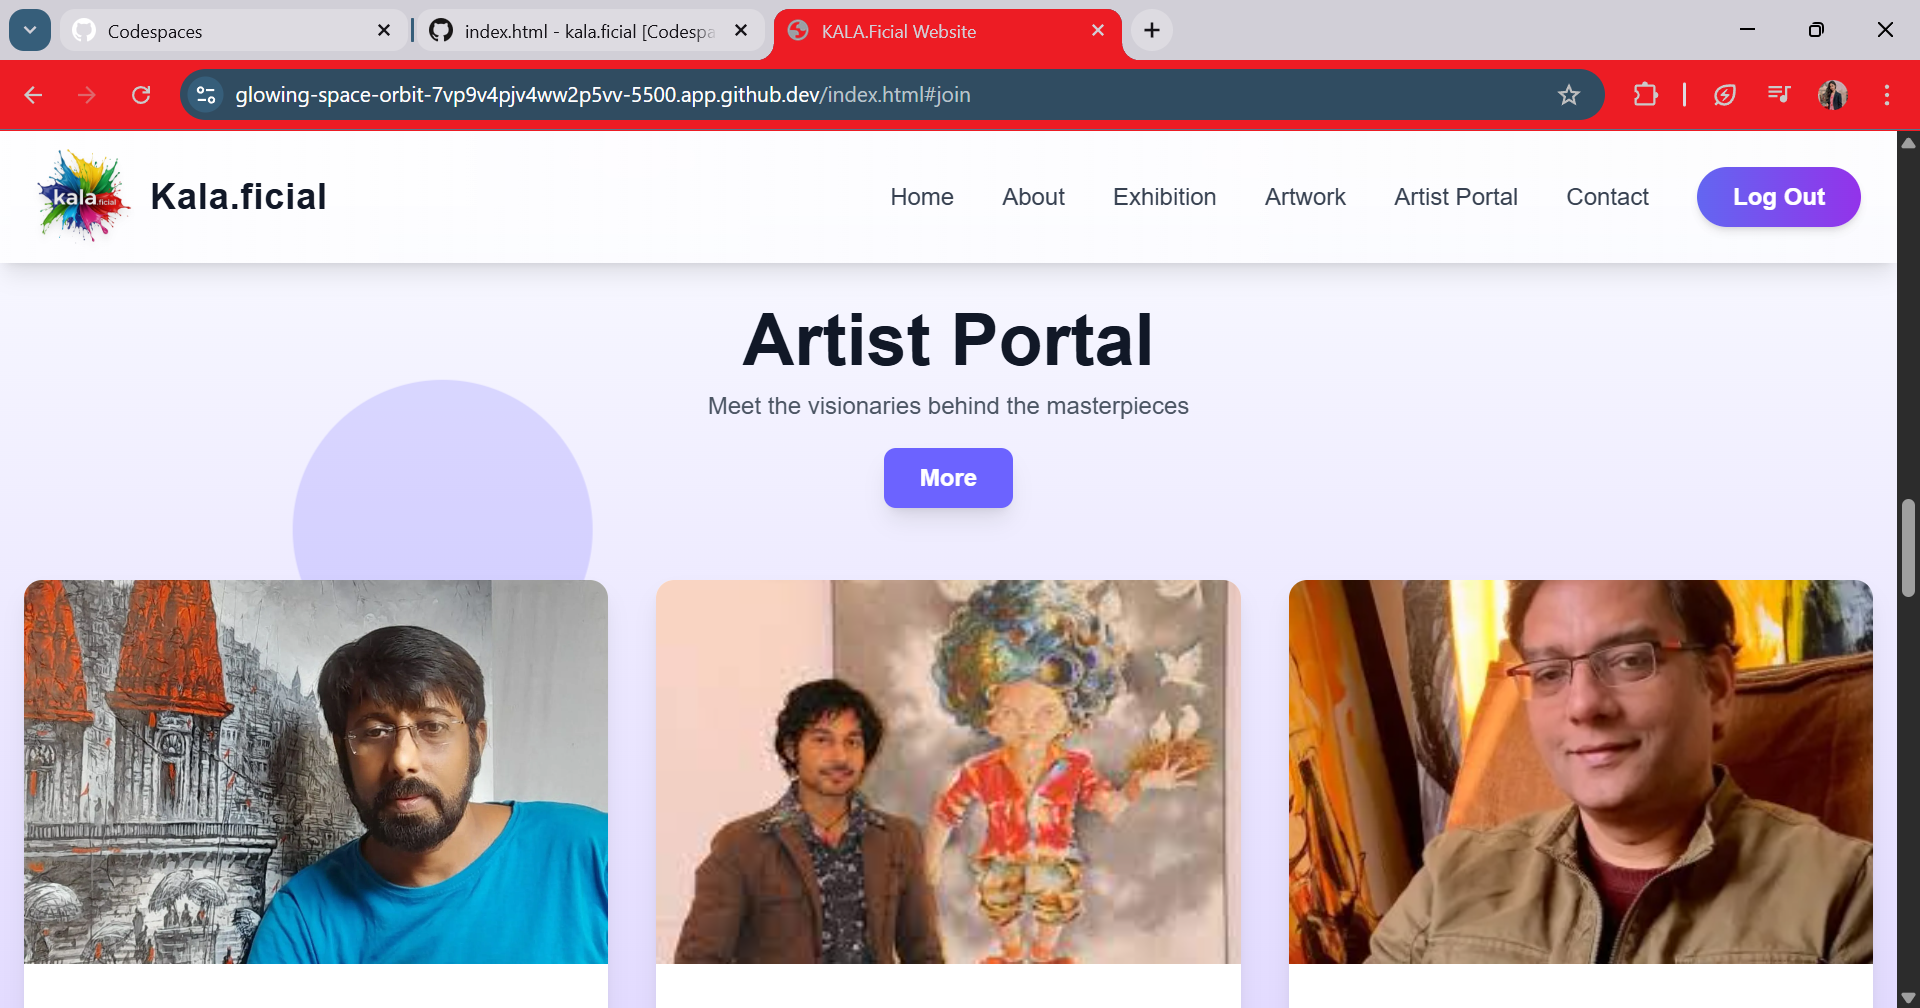 Codespaces
index.html - kala.ficial [Codespa
KALA.Ficial Website
glowing-space-orbit-7vp9v4pjv4ww2p5vv-5500.app.github.dev/index.html#join
kala.ficial
Kala.ficial
Home
About
Exhibition
Artwork
Artist Portal
Contact
Log Out
Artist Portal
Meet the visionaries behind the masterpieces
More